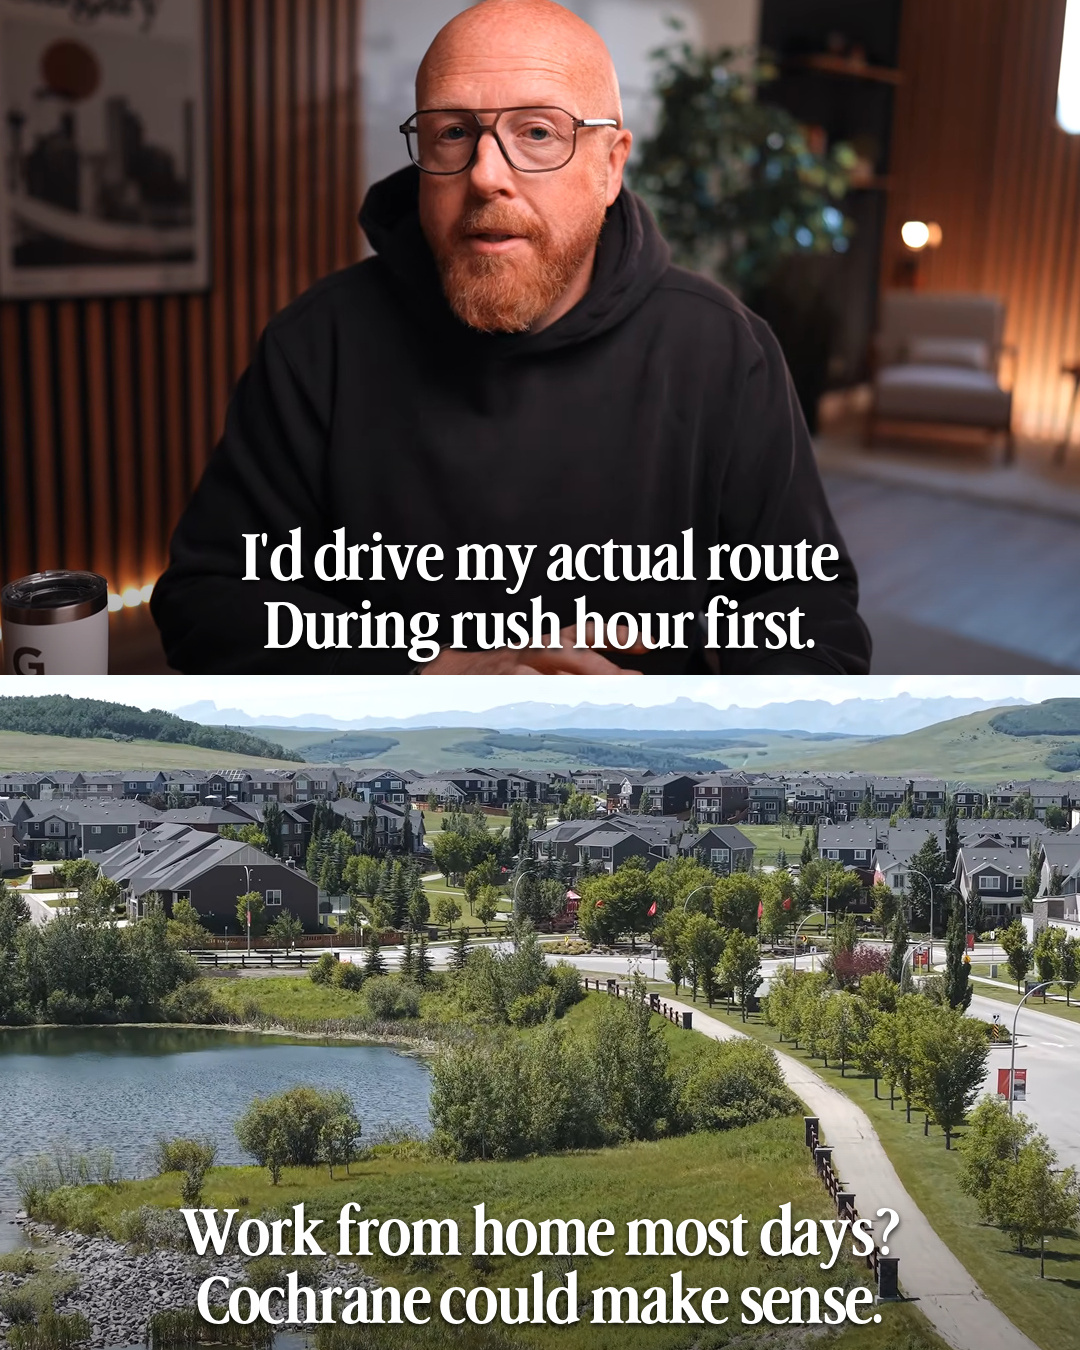 I'd drive my actual route
During rush hour first.
G
Work from home most days?
Cochrane could make sense.